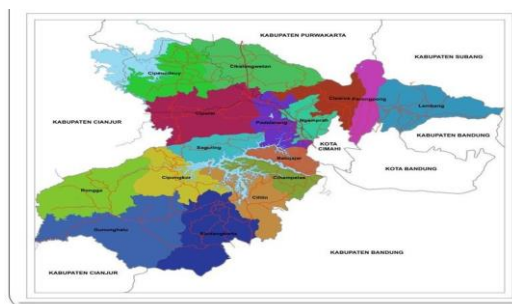 KABUPATEN PURWAKARTA
KABUPATEN SUBANG
Cikalongwetan
Cipeundeuy
KABUPATEN CIANJUR
Cipatat
Padalarang
Ngamprah
Cisarua
Parongpong
Lembang
KABUPATEN BANDUNG
KOTA
CIMAHI
KOTA BANDUNG
Saguling
Batujajar
Rongga
Cipongkor
Cihampelas
Cililin
Gununghalu
Sindangkerta
KABUPATEN BANDUNG
KABUPATEN CIANJUR